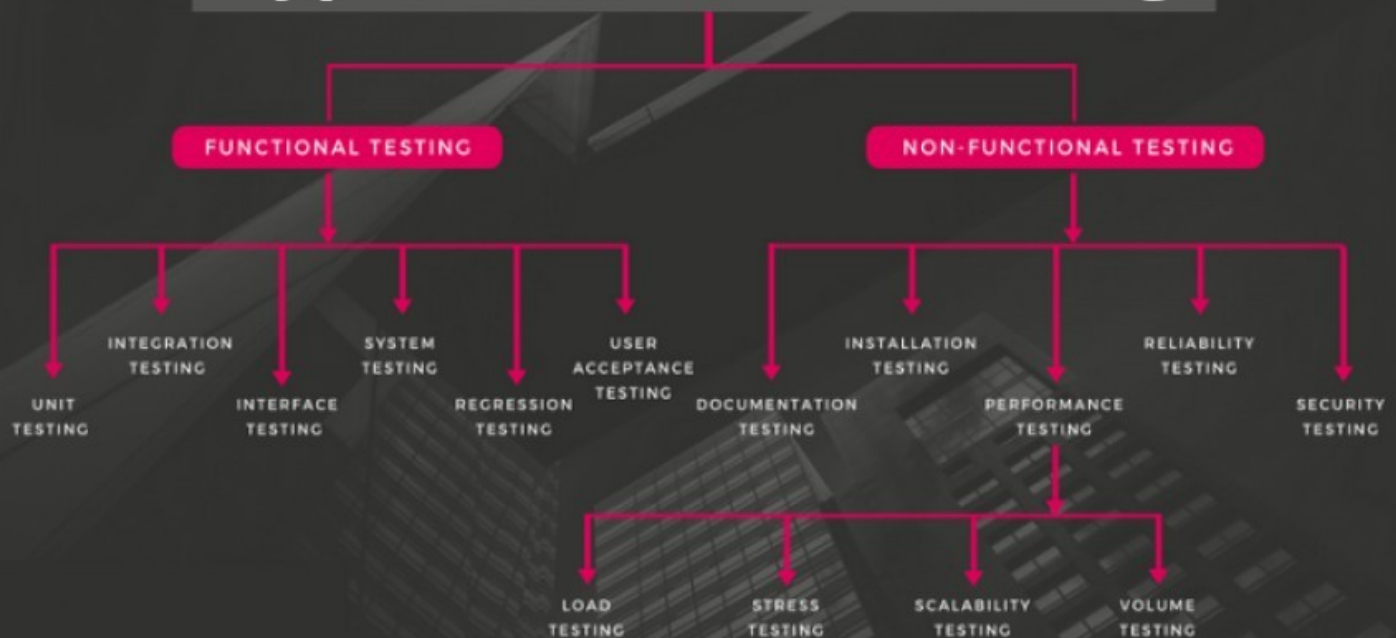 FUNCTIONAL TESTING
NON-FUNCTIONAL TESTING
UNIT
TESTING
INTEGRATION
TESTING
INTERFACE
TESTING
SYSTEM
TESTING
REGRESSION
TESTING
USER
ACCEPTANCE
TESTING
DOCUMENTATION
TESTING
INSTALLATION
TESTING
PERFORMANCE
TESTING
RELIABILITY
TESTING
SECURITY
TESTING
LOAD
TESTING
STRESS
TESTING
SCALABILITY
TESTING
VOLUME
TESTING